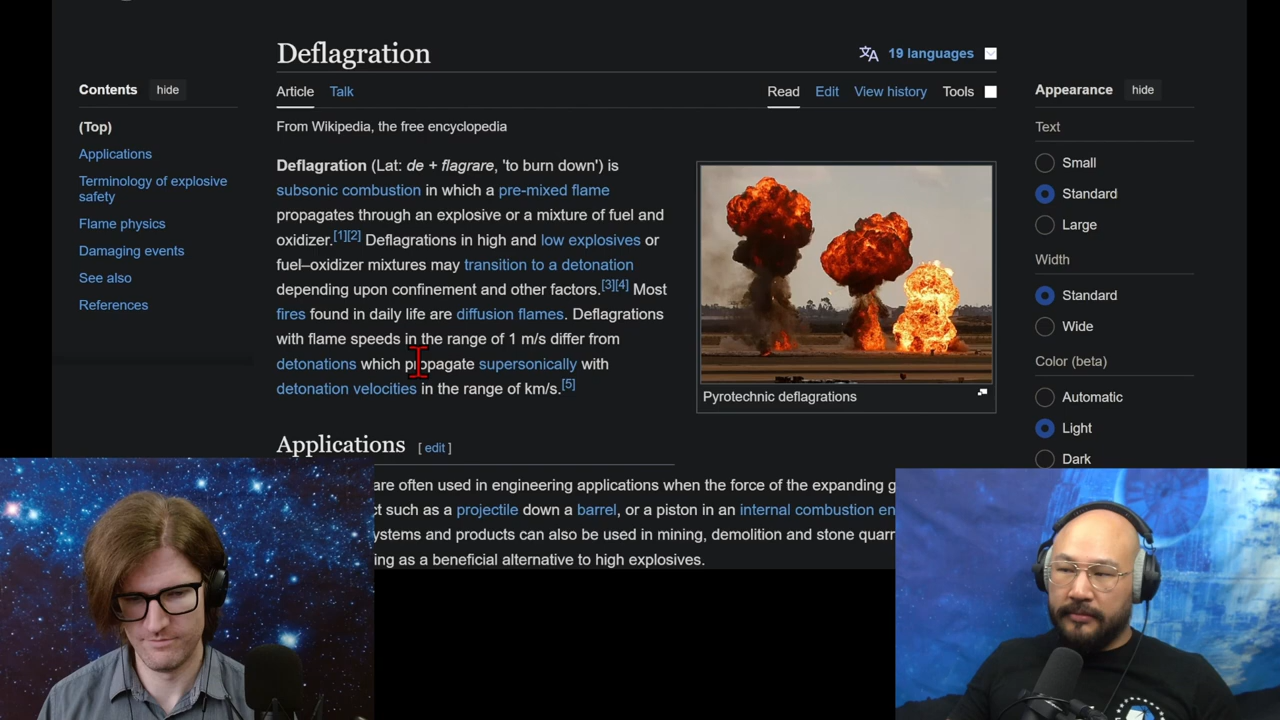 Deflagration
19 languages
Contents hide
Article Talk
Read Edit View history Tools
Appearance hide
(Top)
Applications
Terminology of explosive
safety
Flame physics
Damaging events
See also
References
From Wikipedia, the free encyclopedia
Deflagration (Lat: de + flagrare, 'to burn down') is
subsonic combustion in which a pre-mixed flame
propagates through an explosive or a mixture of fuel and
oxidizer.[1][2] Deflagrations in high and low explosives or
fuel–oxidizer mixtures may transition to a detonation
depending upon confinement and other factors.[3][4] Most
fires found in daily life are diffusion flames. Deflagrations
with flame speeds in the range of 1 m/s differ from
detonations which propagate supersonically with
detonation velocities in the range of km/s.[5]
Pyrotechnic deflagrations
Text
Small
Standard
Large
Width
Standard
Wide
Color (beta)
Automatic
Light
Dark
Applications [ edit ]
are often used in engineering applications when the force of the expanding g
ct such as a projectile down a barrel, or a piston in an internal combustion en
ystems and products can also be used in mining, demolition and stone quarr
ing as a beneficial alternative to high explosives.